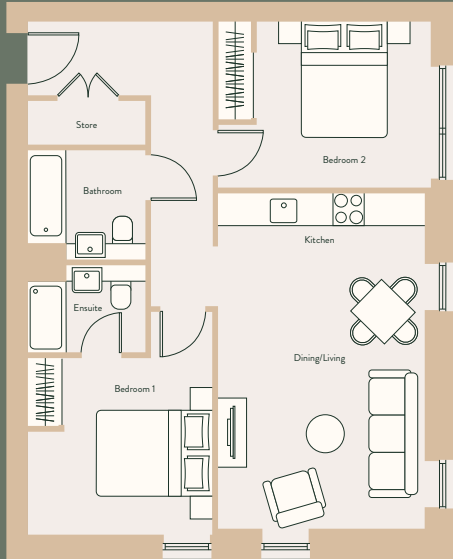 Store
Bedroom 2
Bathroom
Kitchen
Ensuite
Dining/Living
Bedroom 1